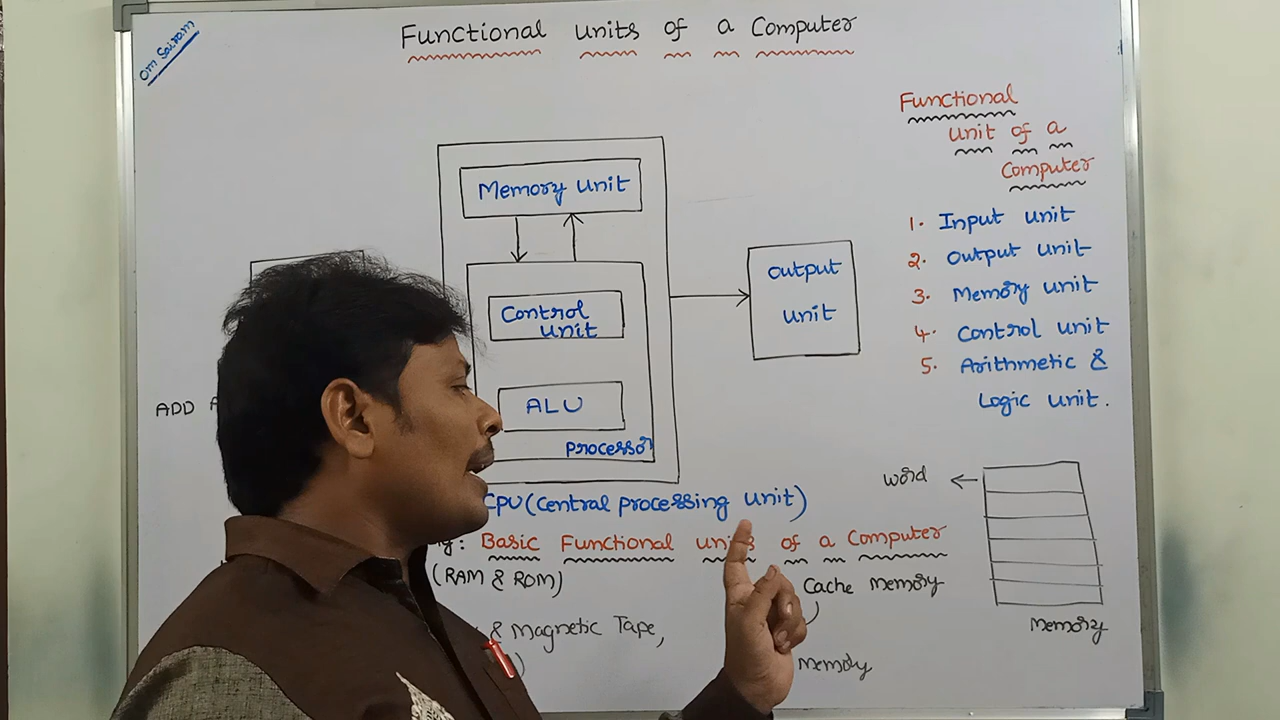 Om Sairam
Functional units of a Computer
Functional
Unit of a
Computer
1. Input unit
2. Output unit
3. Memory unit
4. Control unit
5. Arithmetic &
Logic unit.
Memory unit
Control
unit
ALU
processor
output
unit
ADD
CPU (Central processing unit)
Basic Functional units of a Computer
(RAM & ROM)
& Magnetic Tape,
Cache memory
memory
word
Memory